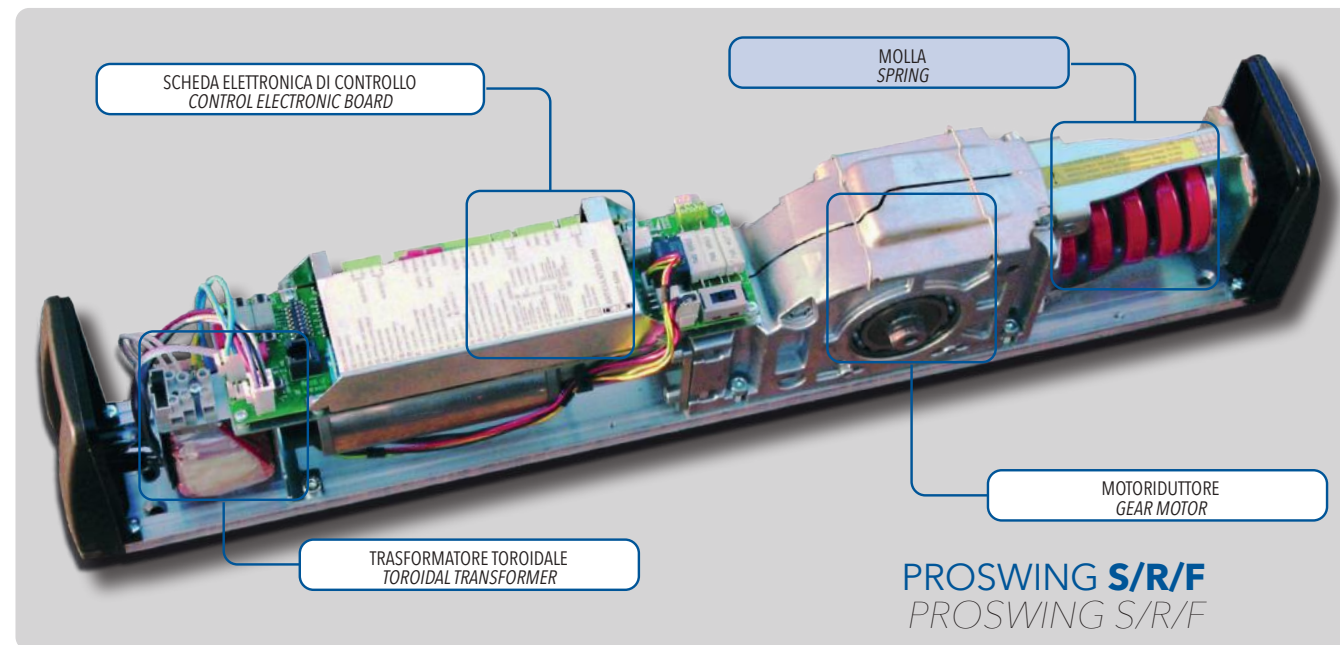 SCHEDA ELETTRONICA DI CONTROLLO
CONTROL ELECTRONIC BOARD
MOLLA
SPRING
MOTORIDUTTORE
GEAR MOTOR
TRASFORMATORE TOROIDALE
TOROIDAL TRANSFORMER
PROSWING S/R/F
PROSWING S/R/F